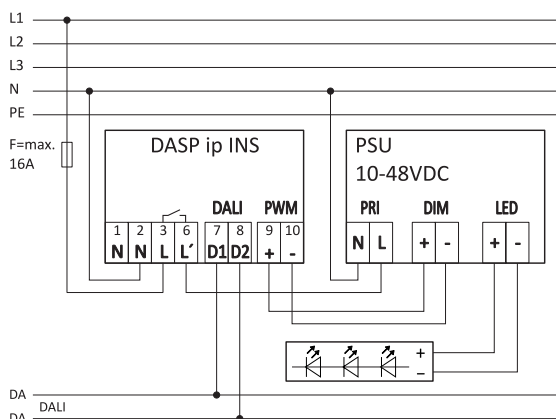 L1
L2
L3
N
PE
F=max.
16A
DASP ip INS
DALI PWM
1 2 3 6 7 8 9 10
N N L L´ D1 D2 + -
PSU
10-48VDC
PRI DIM LED
N L + - + -
+
–
DA
DALI
DA